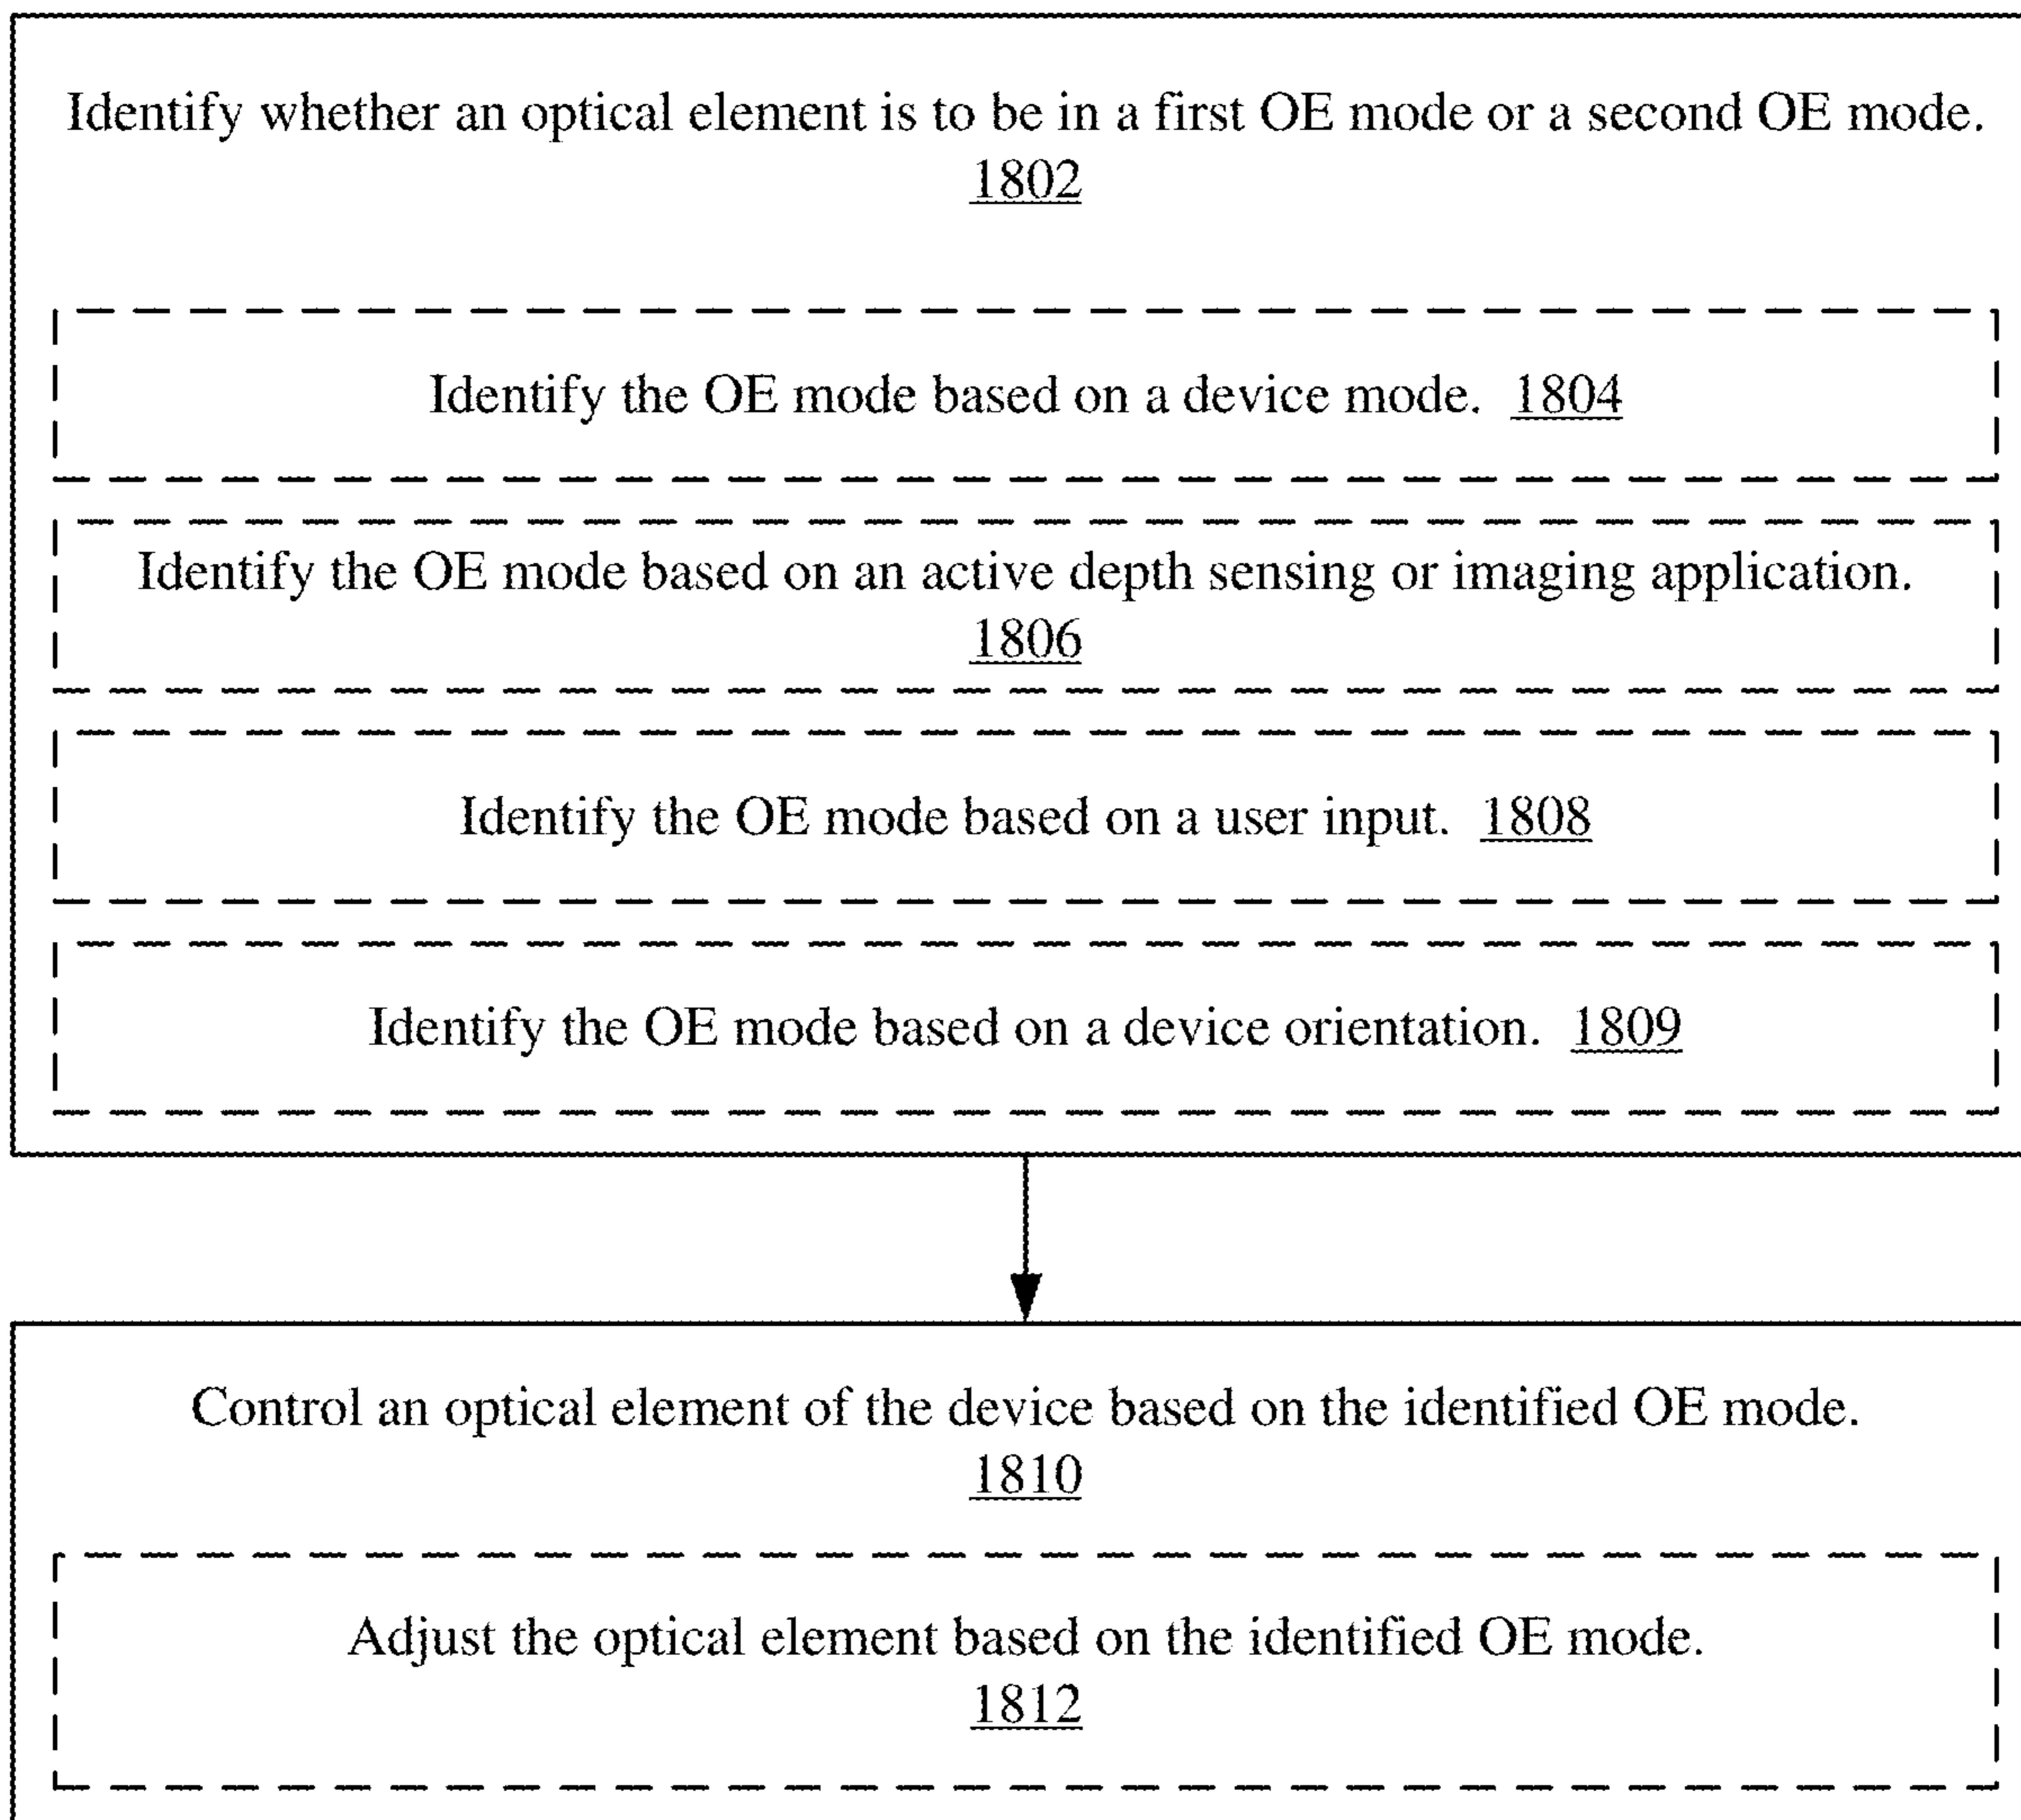 Identify whether an optical element is to be in a first OE mode or a second OE mode.
1802
Identify the OE mode based on a device mode. 1804
Identify the OE mode based on an active depth sensing or imaging application.
1806
Identify the OE mode based on a user input. 1808
Identify the OE mode based on a device orientation. 1809
Control an optical element of the device based on the identified OE mode.
1810
Adjust the optical element based on the identified OE mode.
1812